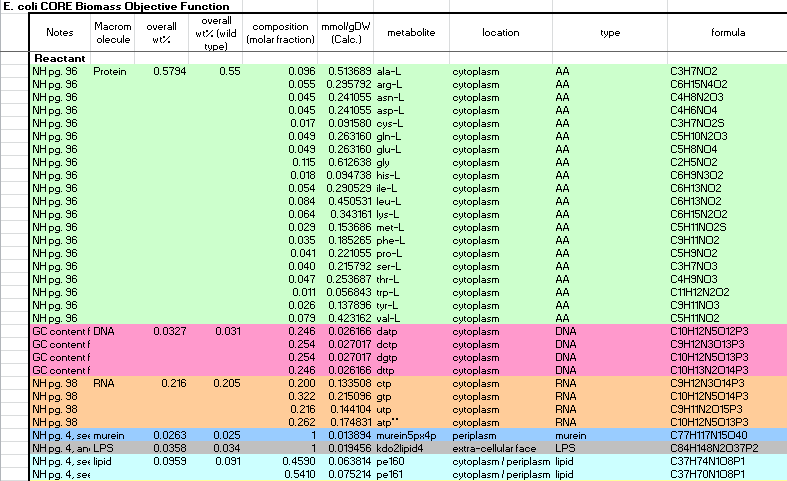 E. coli CORE Biomass Objective Function
Notes Macromolecule overall wt% overall wt% (wild type) composition (molar fraction) mmol/gDW (Calc.) metabolite location type formula
Reactant
NH pg. 96 Protein 0.5794 0.55 0.096 0.513689 ala-L cytoplasm AA C3H7NO2
NH pg. 96 0.055 0.295792 arg-L cytoplasm AA C6H15N4O2
NH pg. 96 0.045 0.241055 asn-L cytoplasm AA C4H8N2O3
NH pg. 96 0.045 0.241055 asp-L cytoplasm AA C4H6NO4
NH pg. 96 0.017 0.091580 cys-L cytoplasm AA C3H7NO2S
NH pg. 96 0.049 0.263160 gln-L cytoplasm AA C5H10N2O3
NH pg. 96 0.049 0.263160 glu-L cytoplasm AA C5H8NO4
NH pg. 96 0.115 0.612638 gly cytoplasm AA C2H5NO2
NH pg. 96 0.018 0.094738 his-L cytoplasm AA C6H9N3O2
NH pg. 96 0.054 0.290529 ile-L cytoplasm AA C6H13NO2
NH pg. 96 0.084 0.450531 leu-L cytoplasm AA C6H13NO2
NH pg. 96 0.064 0.343161 lys-L cytoplasm AA C6H15N2O2
NH pg. 96 0.029 0.153686 met-L cytoplasm AA C5H11NO2S
NH pg. 96 0.035 0.185265 phe-L cytoplasm AA C9H11NO2
NH pg. 96 0.041 0.221055 pro-L cytoplasm AA C5H9NO2
NH pg. 96 0.040 0.215792 ser-L cytoplasm AA C3H7NO3
NH pg. 96 0.047 0.253687 thr-L cytoplasm AA C4H9NO3
NH pg. 96 0.011 0.056843 trp-L cytoplasm AA C11H12N2O2
NH pg. 96 0.026 0.137896 tyr-L cytoplasm AA C9H11NO3
NH pg. 96 0.079 0.423162 val-L cytoplasm AA C5H11NO2
GC content f DNA 0.0327 0.031 0.246 0.026166 datp cytoplasm DNA C10H12N5O12P3
GC content f 0.254 0.027017 dctp cytoplasm DNA C9H12N3O13P3
GC content f 0.254 0.027017 dgtp cytoplasm DNA C10H12N5O13P3
GC content f 0.246 0.026166 dttp cytoplasm DNA C10H13N2O14P3
NH pg. 98 RNA 0.216 0.205 0.200 0.133508 ctp cytoplasm RNA C9H12N3O14P3
NH pg. 98 0.322 0.215096 gtp cytoplasm RNA C10H12N5O14P3
NH pg. 98 0.216 0.144104 utp cytoplasm RNA C9H11N2O15P3
NH pg. 98 0.262 0.174831 atp** cytoplasm RNA C10H12N5O13P3
NH pg. 4, see murein 0.0263 0.025 1 0.013894 murein5px4p periplasm murein C77H117N15O40
NH pg. 4, and LPS 0.0358 0.034 1 0.019456 kdo2lipid4 extra-cellular face LPS C84H148N2O37P2
NH pg. 4, see lipid 0.0959 0.091 0.4590 0.063814 pe160 cytoplasm / periplasm lipid C37H74N1O8P1
NH pg. 4, see 0.5410 0.075214 pe161 cytoplasm / periplasm lipid C37H70N1O8P1